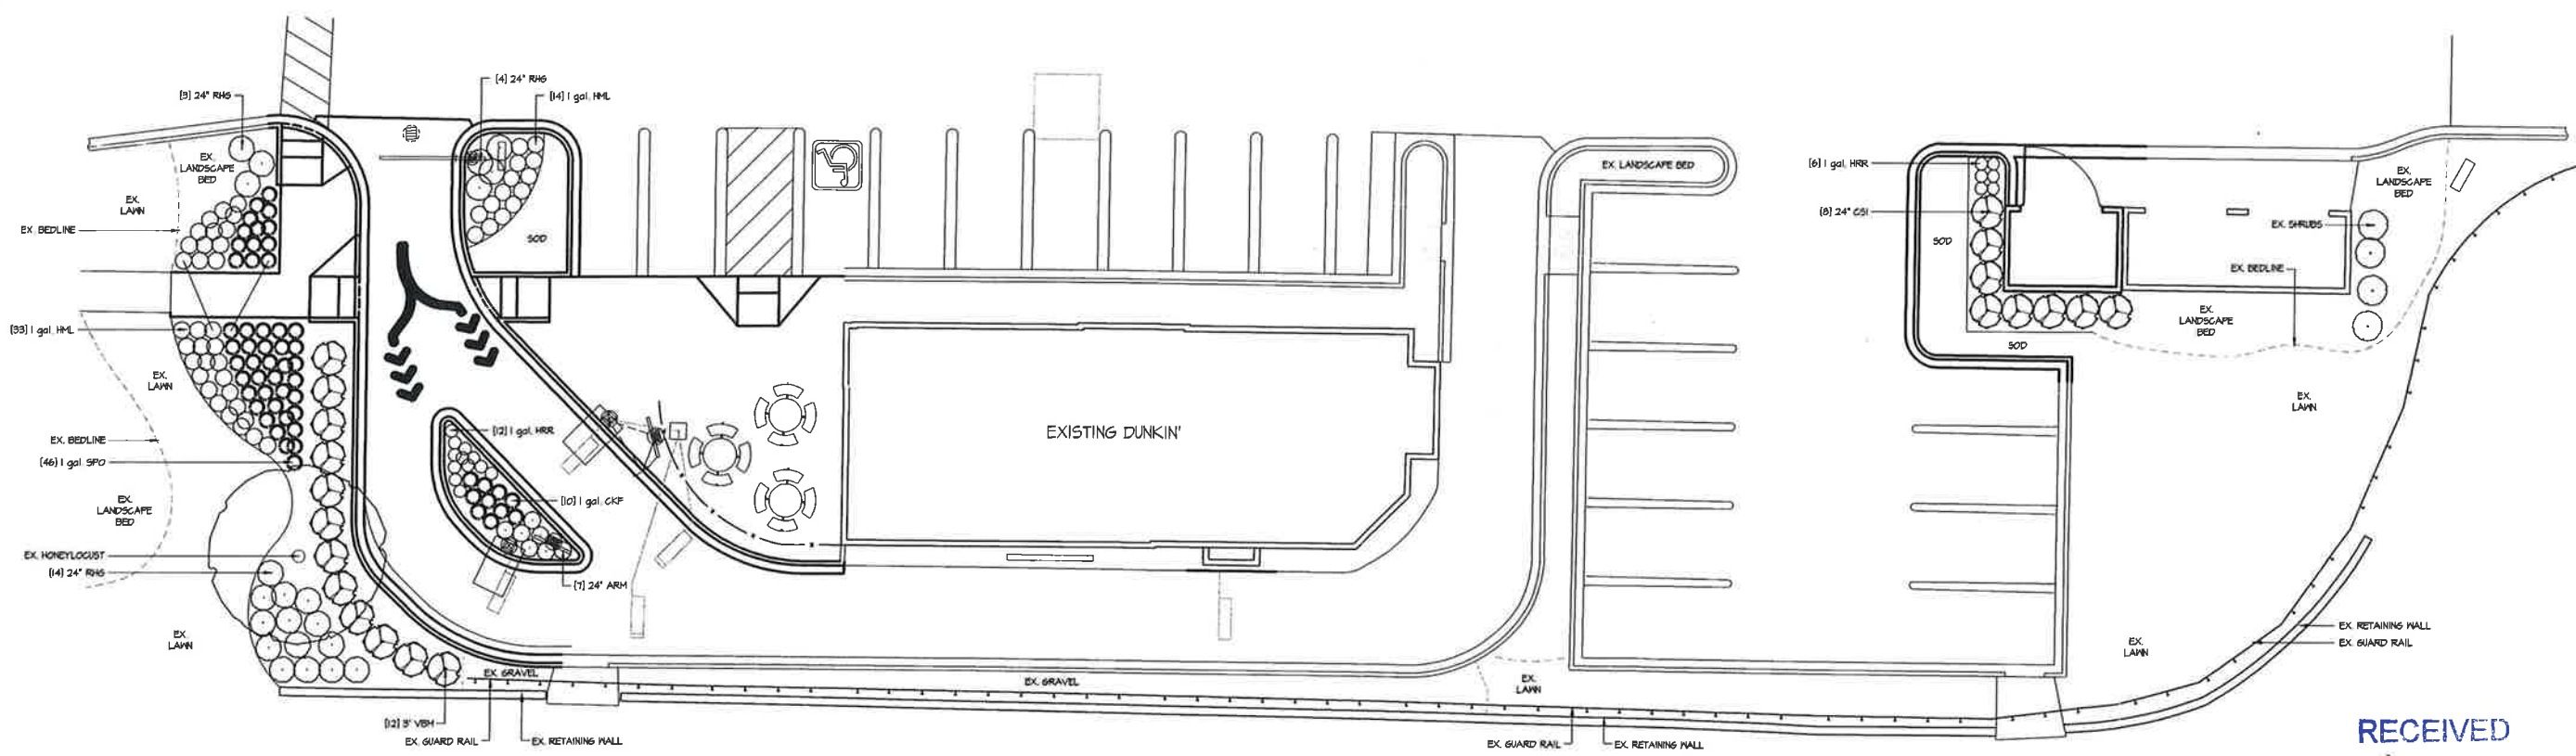 [4] 24" RHG
[3] 24" RHG
[14] 1 gal. HML
EX.
LANDSCAPE
BED
EX.
LAWN
EX. BEDLINE
SOD
EX. LANDSCAPE BED
[6] 1 gal. HRR
[8] 24" CSI
SOD
EX.
LANDSCAPE
BED
EX. SHRUBS
EX. BEDLINE
EX.
LANDSCAPE
BED
SOD
EX.
LAWN
[33] 1 gal. HML
EX.
LAWN
EX. BEDLINE
[46] 1 gal. SPO
EX.
LANDSCAPE
BED
[12] 1 gal. HRR
[10] 1 gal. CKF
EXISTING DUNKIN'
EX. HONEYLOCUST
[14] 24" RHG
[7] 24" ARM
EX.
LAWN
EX. GRAVEL
EX. GRAVEL
EX.
LAWN
EX.
LAWN
EX. RETAINING WALL
EX. GUARD RAIL
[12] 3' VBM
EX. GUARD RAIL
EX. RETAINING WALL
EX. GUARD RAIL
EX. RETAINING WALL
RECEIVED